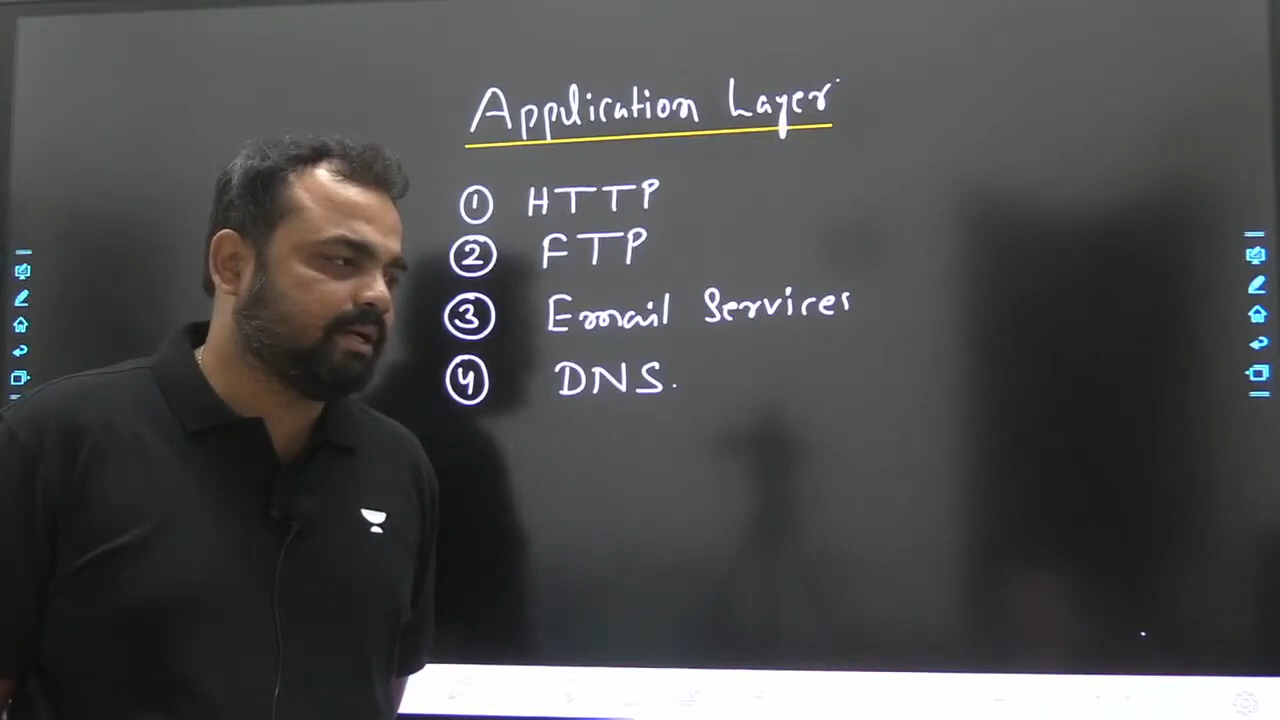 Application Layer
① HTTP
② FTP
③ Email Services
④ DNS.